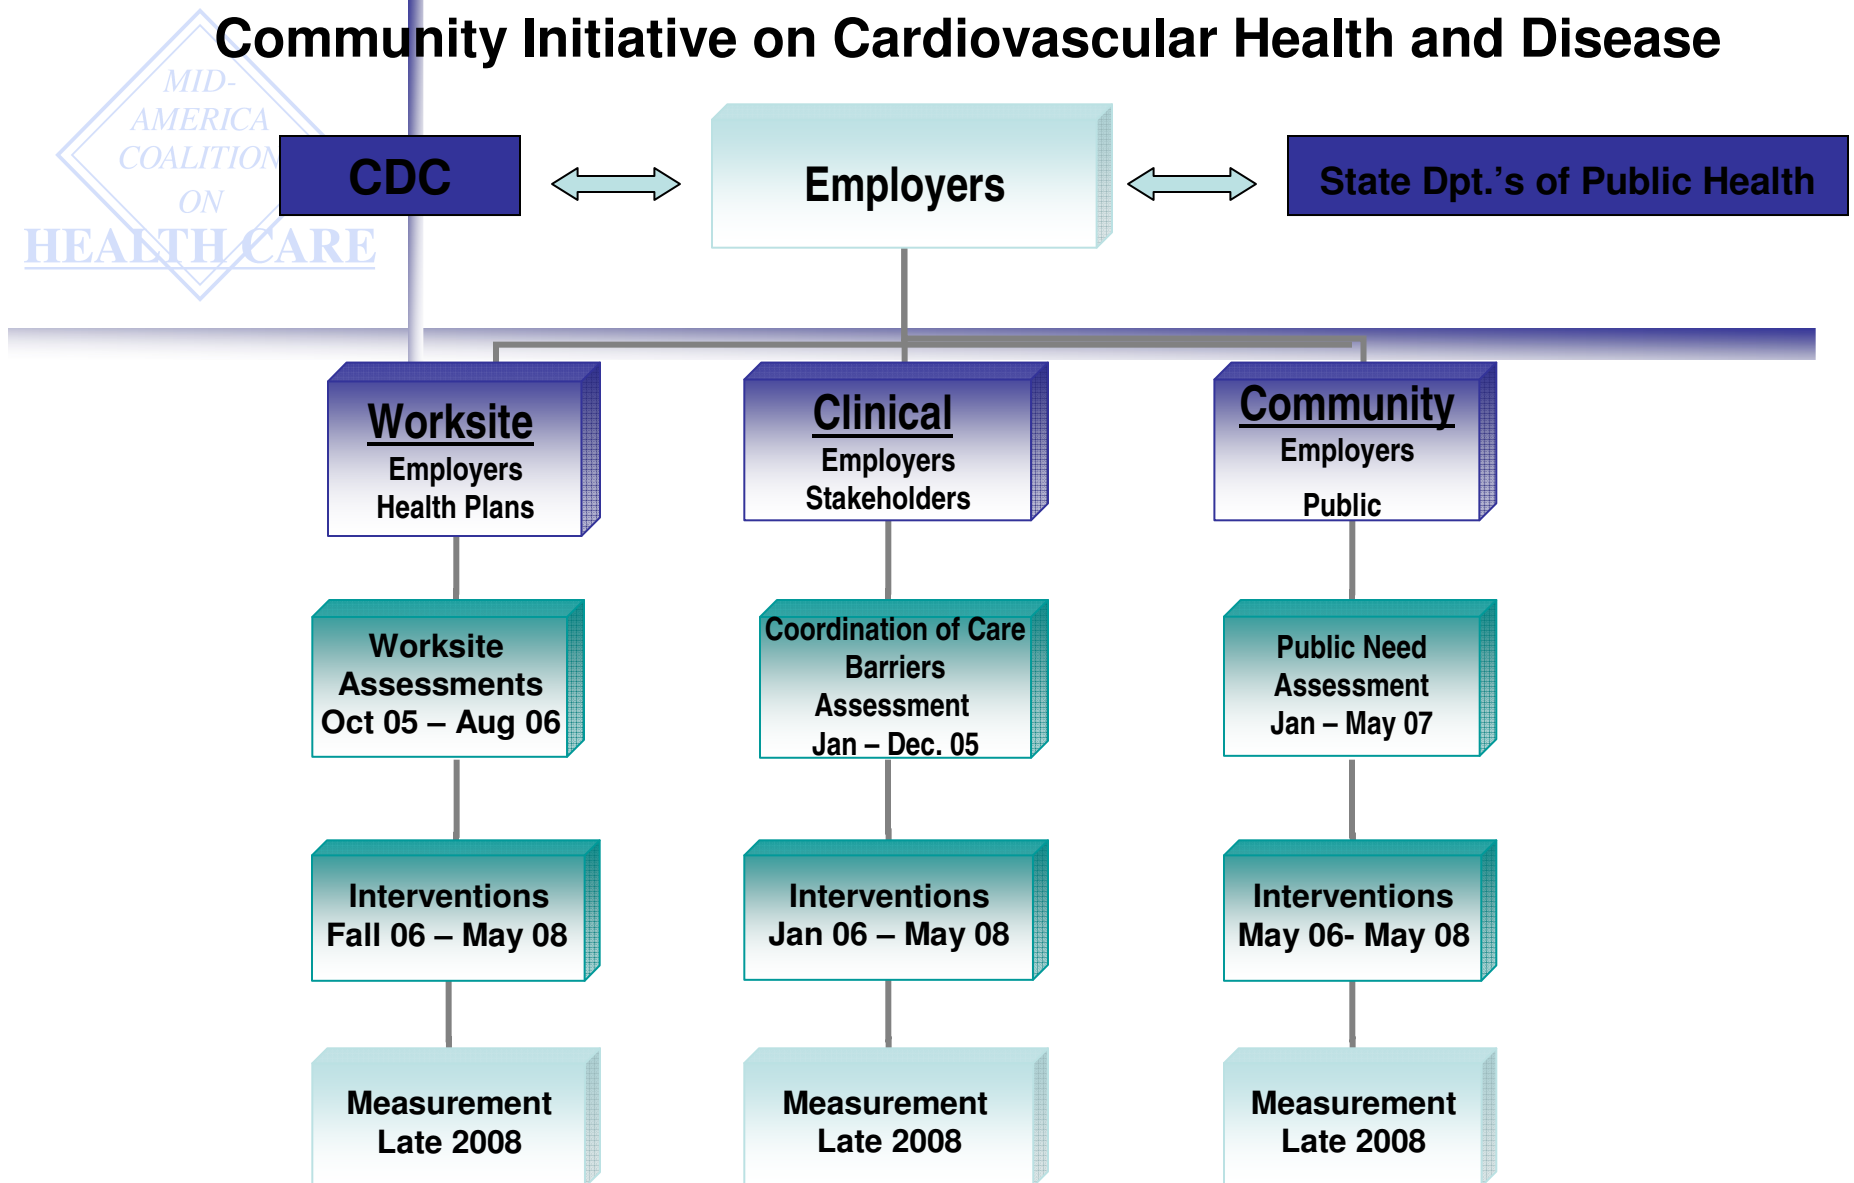 Community Initiative on Cardiovascular Health and Disease
MID-
AMERICA
COALITION
ON
HEALTH CARE
CDC
Employers
State Dpt.'s of Public Health
Worksite
Employers
Health Plans
Clinical
Employers
Stakeholders
Community
Employers
Public
Worksite
Assessments
Oct 05 – Aug 06
Coordination of Care
Barriers
Assessment
Jan – Dec. 05
Public Need
Assessment
Jan – May 07
Interventions
Fall 06 – May 08
Interventions
Jan 06 – May 08
Interventions
May 06- May 08
Measurement
Late 2008
Measurement
Late 2008
Measurement
Late 2008